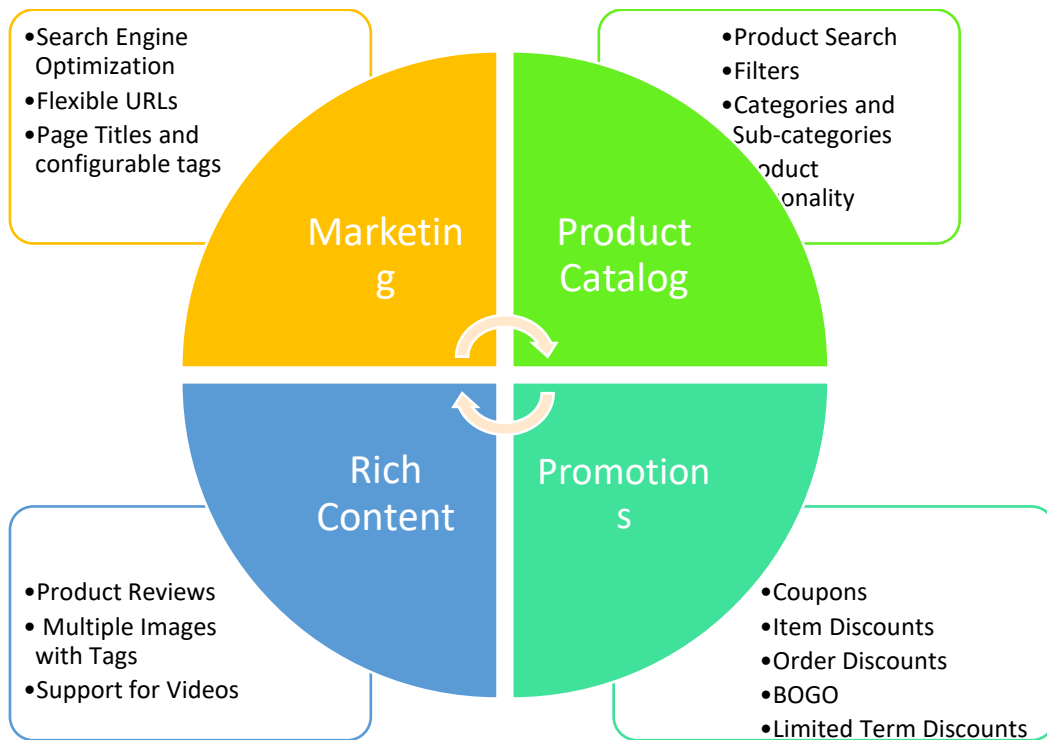 •Search Engine
Optimization
•Flexible URLs
•Page Titles and
configurable tags
•Product Search
•Filters
•Categories and
Sub-categories
Marketin
g
Product
Catalog
Rich
Content
Promotion
s
•Product Reviews
• Multiple Images
with Tags
•Support for Videos
•Coupons
•Item Discounts
•Order Discounts
•BOGO
•Limited Term Discounts